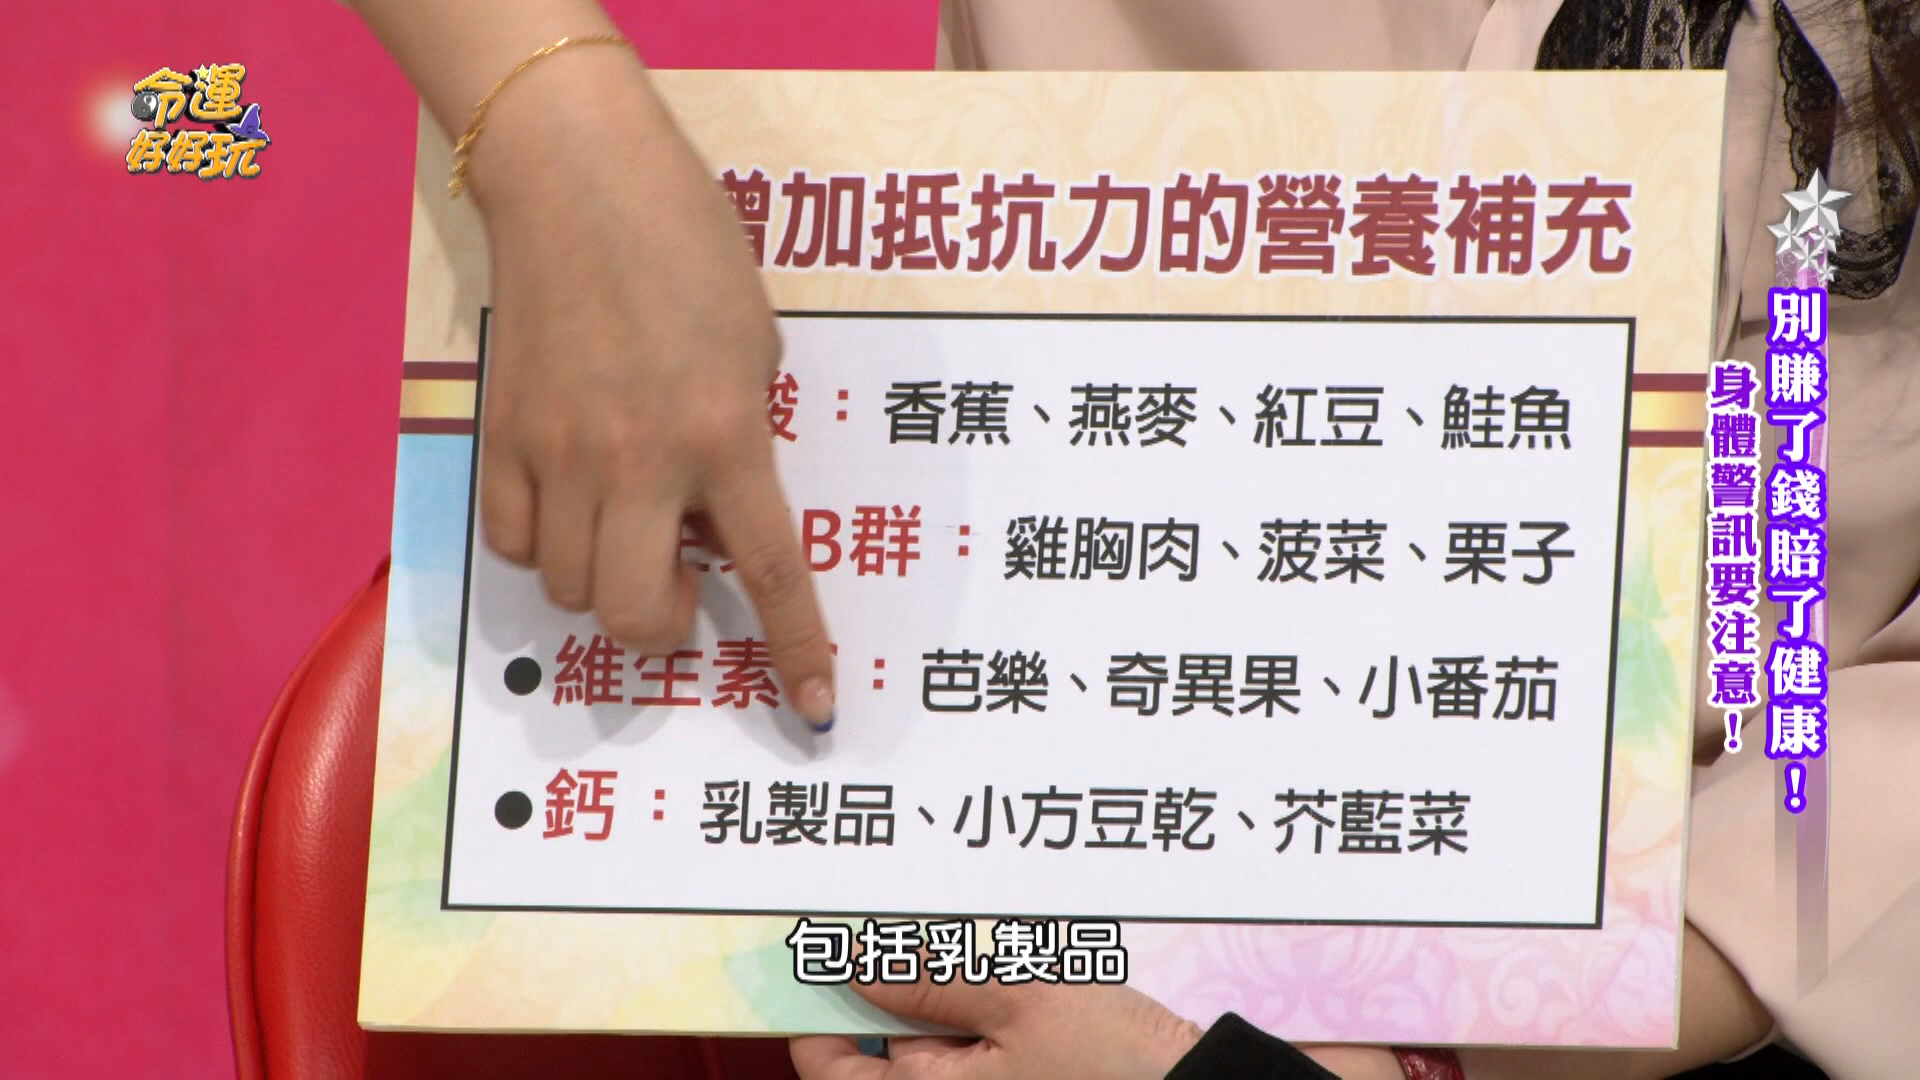 命運
好好玩
增加抵抗力的營養補充
酸：香蕉、燕麥、紅豆、鮭魚
B群：雞胸肉、菠菜、栗子
●維生素：芭樂、奇異果、小番茄
●鈣：乳製品、小方豆乾、芥藍菜
包括乳製品
別賺了錢賠了健康！
身體警訊要注意！